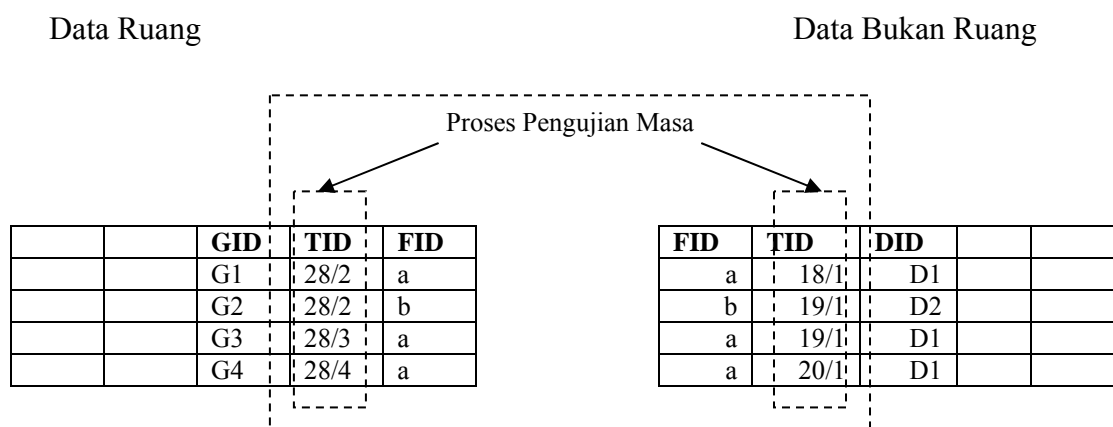 Data Ruang Data Bukan Ruang
Proses Pengujian Masa
GID TID FID
G1 28/2 a
G2 28/2 b
G3 28/3 a
G4 28/4 a
FID TID DID
a 18/1 D1
b 19/1 D2
a 19/1 D1
a 20/1 D1